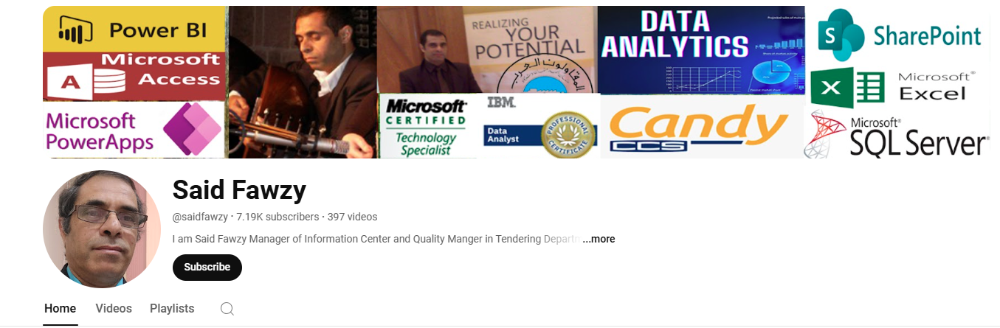 Power BI
Microsoft
Access
A
Microsoft
PowerApps
REALIZING
YOUR
POTENTIAL
المقاولون العرب
Microsoft
CERTIFIED
Technology
Specialist
IBM
Data
Analyst
PROFESSIONAL
CERTIFICATE
DATA
ANALYTICS
Candy
CCS
S
SharePoint
X
Microsoft®
Excel
Microsoft®
SQL Server
Said Fawzy
@saidfawzy · 7.19K subscribers · 397 videos
I am Said Fawzy Manager of Information Center and Quality Manger in Tendering Departm ...more
Subscribe
Home Videos Playlists